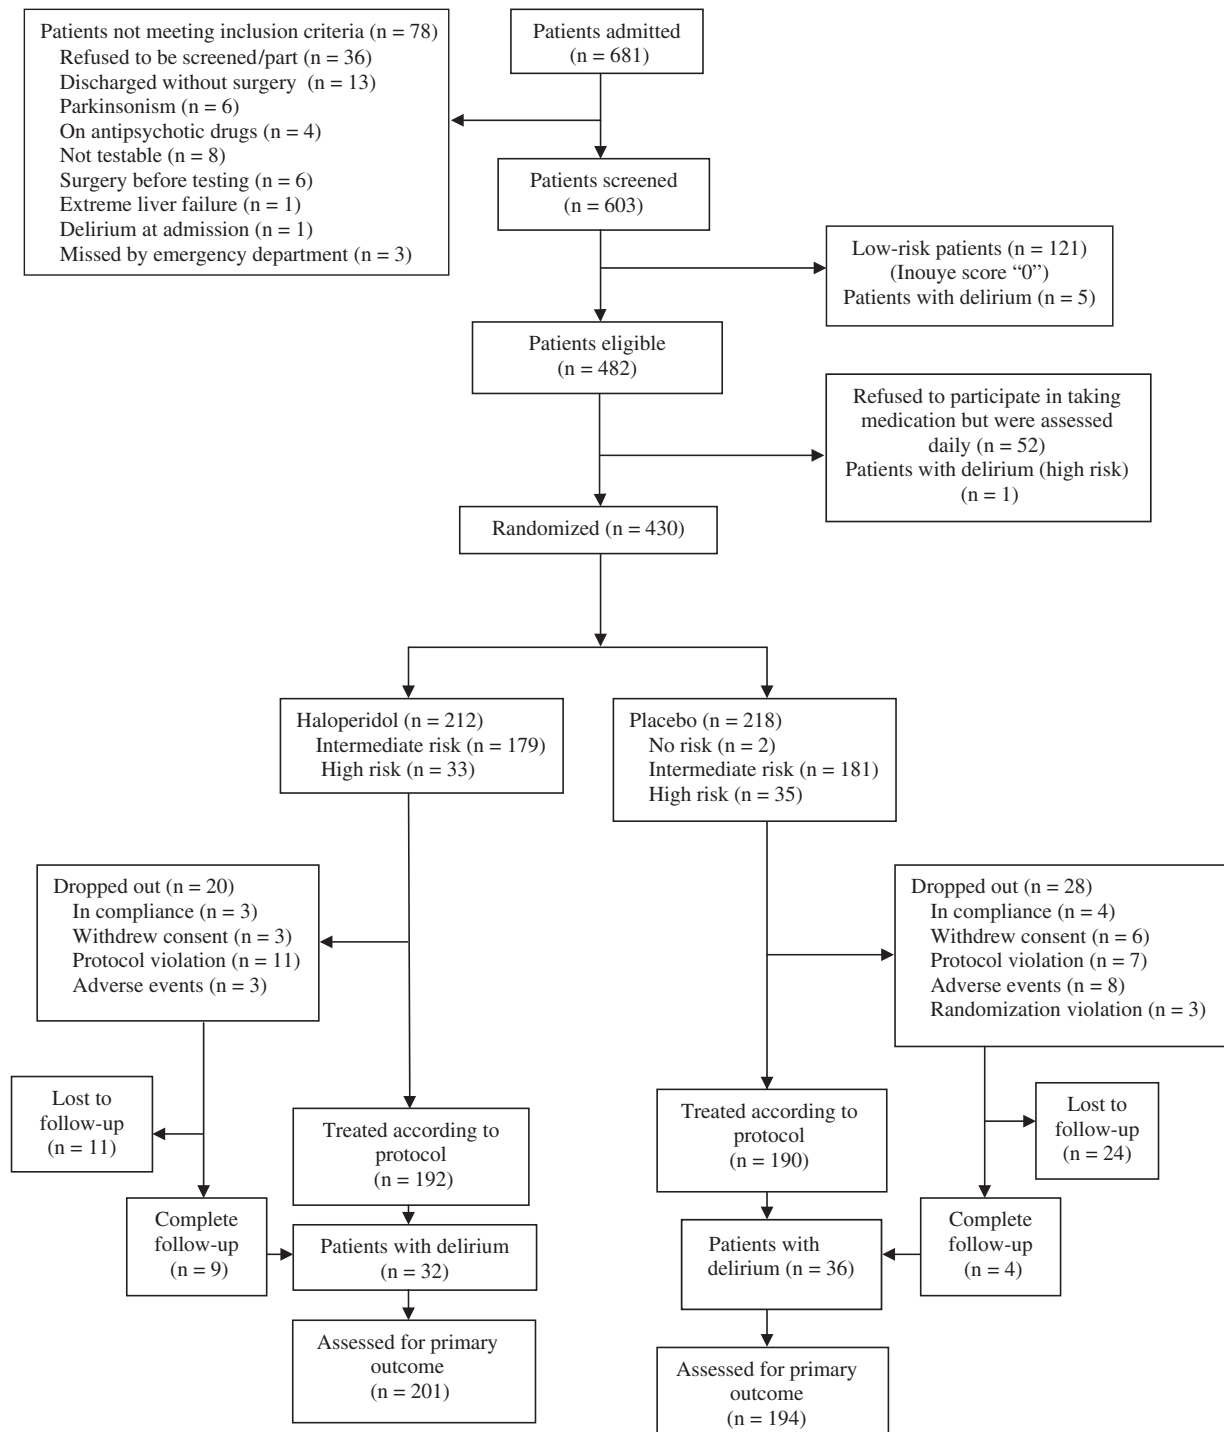 Patients not meeting inclusion criteria (n = 78)
Refused to be screened/part (n = 36)
Discharged without surgery (n = 13)
Parkinsonism (n = 6)
On antipsychotic drugs (n = 4)
Not testable (n = 8)
Surgery before testing (n = 6)
Extreme liver failure (n = 1)
Delirium at admission (n = 1)
Missed by emergency department (n = 3)
Patients admitted
(n = 681)
Patients screened
(n = 603)
Low-risk patients (n = 121)
(Inouye score “0”)
Patients with delirium (n = 5)
Patients eligible
(n = 482)
Refused to participate in taking
medication but were assessed
daily (n = 52)
Patients with delirium (high risk)
(n = 1)
Randomized (n = 430)
Haloperidol (n = 212)
Intermediate risk (n = 179)
High risk (n = 33)
Placebo (n = 218)
No risk (n = 2)
Intermediate risk (n = 181)
High risk (n = 35)
Dropped out (n = 20)
In compliance (n = 3)
Withdrew consent (n = 3)
Protocol violation (n = 11)
Adverse events (n = 3)
Dropped out (n = 28)
In compliance (n = 4)
Withdrew consent (n = 6)
Protocol violation (n = 7)
Adverse events (n = 8)
Randomization violation (n = 3)
Lost to
follow-up
(n = 11)
Treated according to
protocol
(n = 192)
Treated according to
protocol
(n = 190)
Lost to
follow-up
(n = 24)
Complete
follow-up
(n = 9)
Patients with delirium
(n = 32)
Patients with
delirium (n = 36)
Complete
follow-up
(n = 4)
Assessed for primary
outcome
(n = 201)
Assessed for primary
outcome
(n = 194)